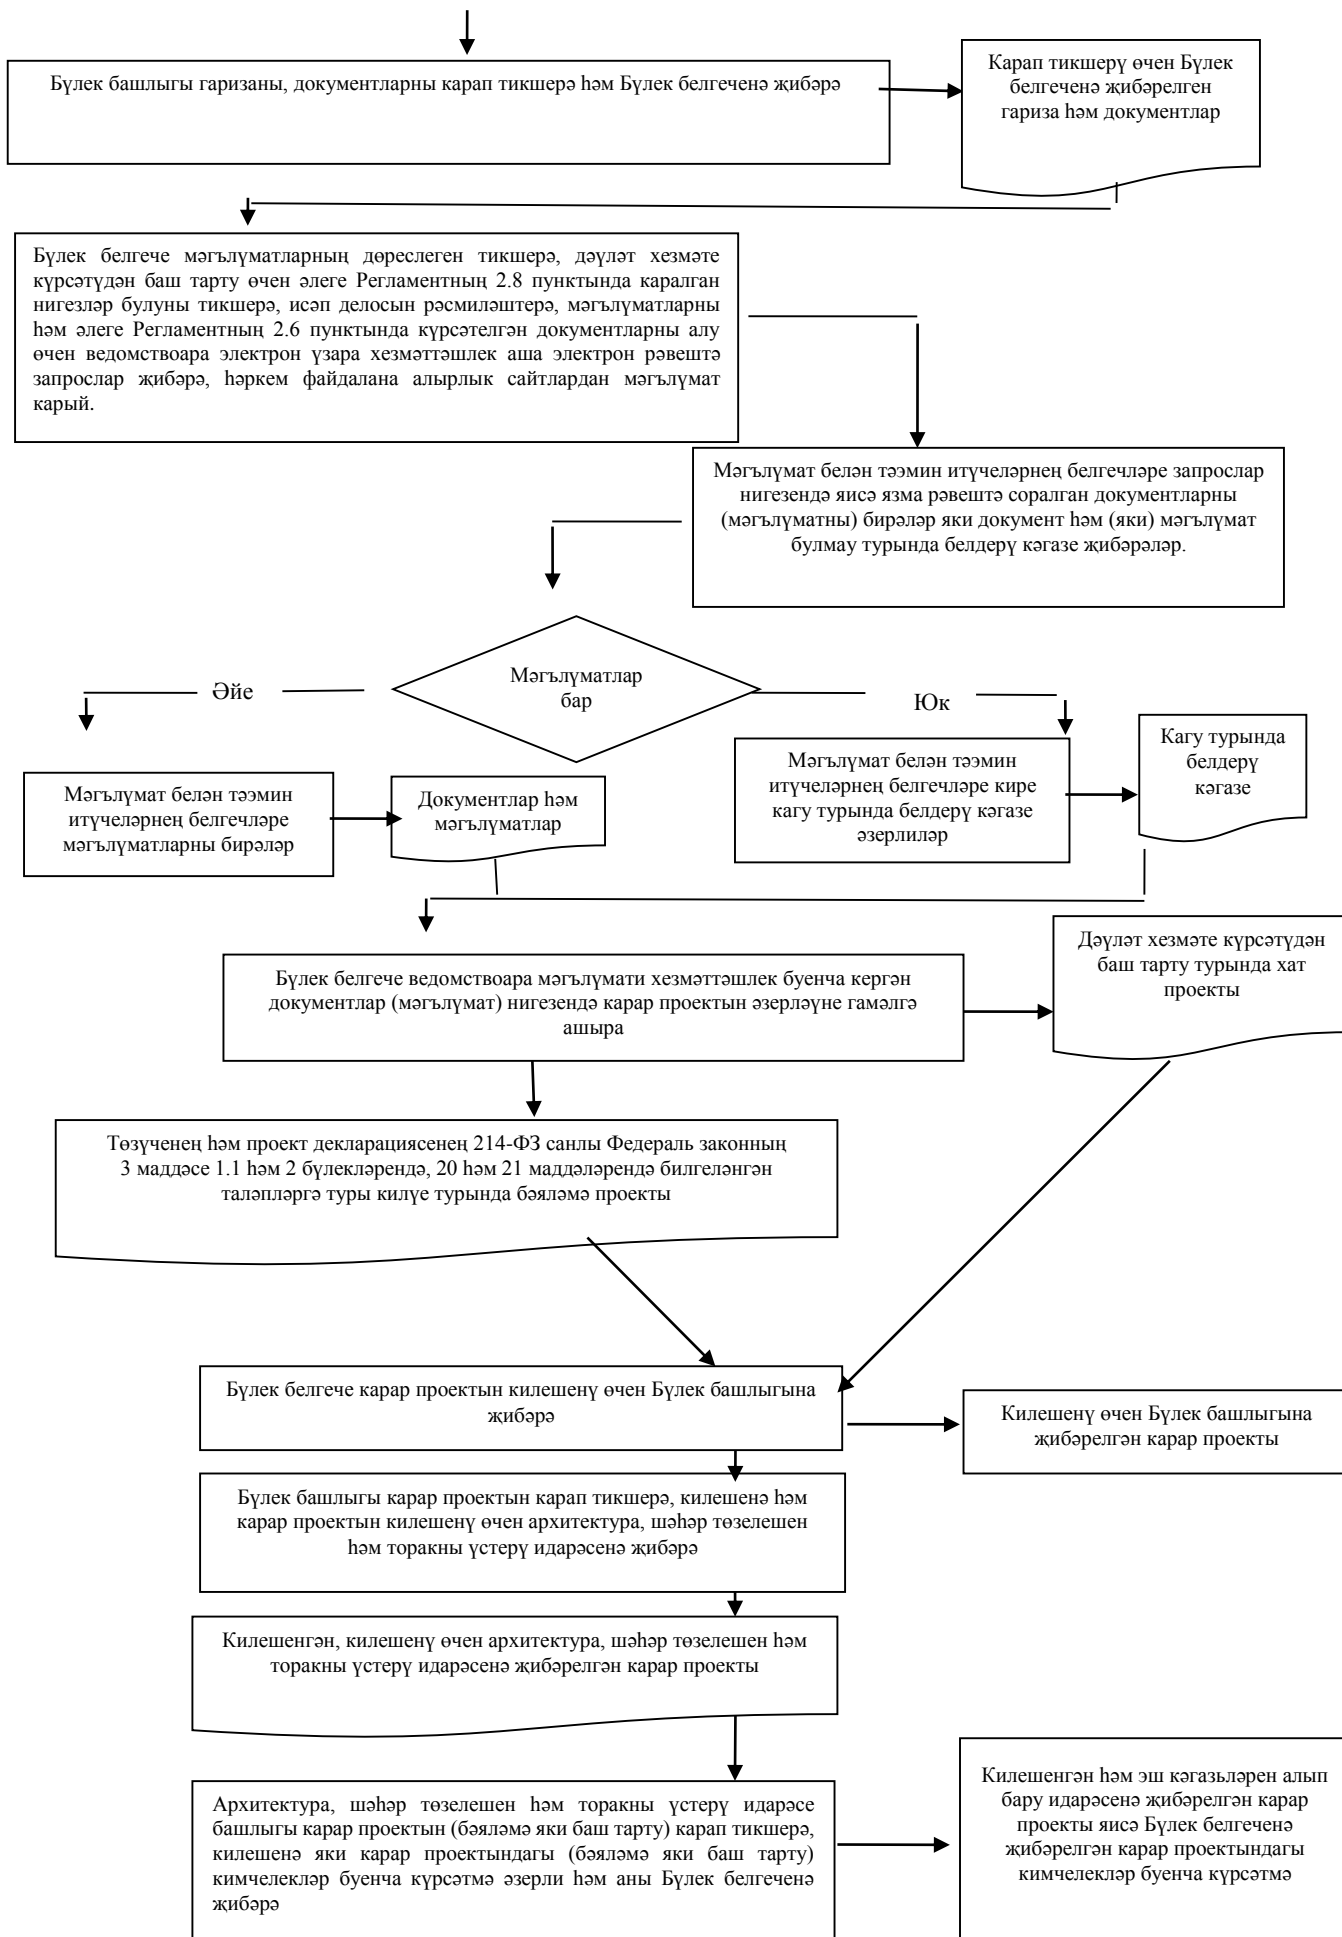 Бүлек башлыгы гаризаны, документларны карап тикшерә һәм Бүлек белгеченә җибәрә
Карап тикшерү өчен Бүлек
белгеченә җибәрелген
гариза һәм документлар
Бүлек белгече мәгълүматларның дөреслеген тикшерә, дәүләт хезмәте
күрсәтүдән баш тарту өчен әлеге Регламентның 2.8 пунктында каралган
нигезләр булуны тикшерә, исәп делосын рәсмиләштерә, мәгълүматларны
һәм әлеге Регламентның 2.6 пунктында күрсәтелгән документларны алу
өчен ведомствоара электрон үзара хезмәттәшлек аша электрон рәвештә
запрослар җибәрә, һәркем файдалана алырлык сайтлардан мәгълүмат
карый.
Мәгълүмат белән тәэмин итүчеләрнең белгечләре запрослар
нигезендә яисә язма рәвештә соралган документларны
(мәгълүматны) бирәләр яки документ һәм (яки) мәгълүмат
булмау турында белдерү кәгазе җибәрәләр.
Мәгълүматлар
бар
Әйе
Юк
Мәгълүмат белән тәэмин
итүчеләрнең белгечләре
мәгълүматларны бирәләр
Документлар һәм
мәгълүматлар
Мәгълүмат белән тәэмин
итүчеләрнең белгечләре кире
кагу турында белдерү кәгазе
әзерлиләр
Кагу турында
белдерү
кәгазе
Бүлек белгече ведомствоара мәгълүмати хезмәттәшлек буенча кергән
документлар (мәгълүмат) нигезендә карар проектын әзерләүне гамәлгә
ашыра
Дәүләт хезмәте күрсәтүдән
баш тарту турында хат
проекты
Төзүченең һәм проект декларациясенең 214-ФЗ санлы Федераль законның
3 маддәсе 1.1 һәм 2 бүлекләрендә, 20 һәм 21 маддәләрендә билгеләнгән
таләпләргә туры килүе турында бәяләмә проекты
Бүлек белгече карар проектын килешенү өчен Бүлек башлыгына
җибәрә
Килешенү өчен Бүлек башлыгына
җибәрелгән карар проекты
Бүлек башлыгы карар проектын карап тикшерә, килешенә һәм
карар проектын килешенү өчен архитектура, шәһәр төзелешен
һәм торакны үстерү идарәсенә җибәрә
Килешенгән, килешенү өчен архитектура, шәһәр төзелешен һәм
торакны үстерү идарәсенә җибәрелгән карар проекты
Архитектура, шәһәр төзелешен һәм торакны үстерү идарәсе
башлыгы карар проектын (бәяләмә яки баш тарту) карап тикшерә,
килешенә яки карар проектындагы (бәяләмә яки баш тарту)
кимчелекләр буенча күрсәтмә әзерли һәм аны Бүлек белгеченә
җибәрә
Килешенгән һәм эш кәгазьләрен алып
бару идарәсенә җибәрелгән карар
проекты яисә Бүлек белгеченә
җибәрелгән карар проектындагы
кимчелекләр буенча күрсәтмә